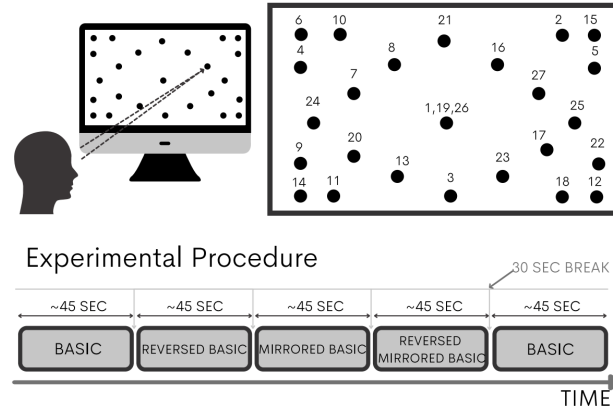 6 10 21 2 15
4 8 16 5
7 27
24 1,19,26 25
9 20 17 22
13 23
14 11 3 18 12
Experimental Procedure
30 SEC BREAK
~45 SEC ~45 SEC ~45 SEC ~45 SEC ~45 SEC
BASIC
REVERSED BASIC
MIRRORED BASIC
REVERSED
MIRRORED BASIC
BASIC
TIME